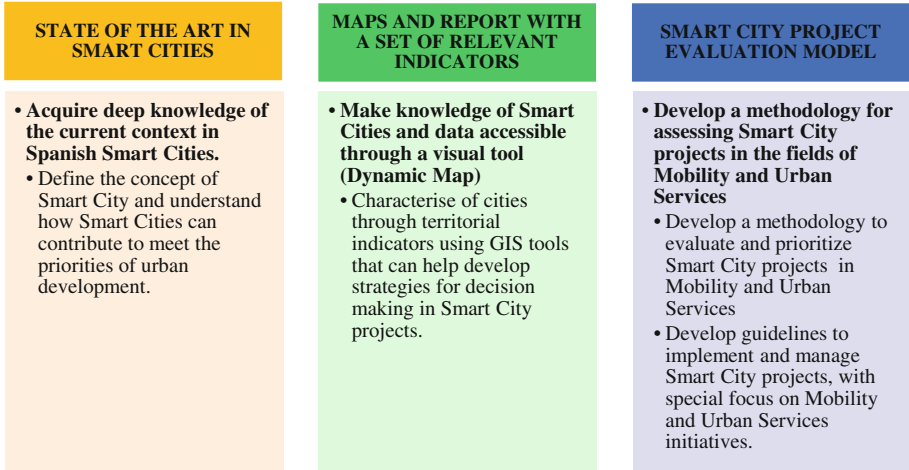 STATE OF THE ART IN
SMART CITIES
• Acquire deep knowledge of
the current context in
Spanish Smart Cities.
• Define the concept of
Smart City and understand
how Smart Cities can
contribute to meet the
priorities of urban
development.
MAPS AND REPORT WITH
A SET OF RELEVANT
INDICATORS
• Make knowledge of Smart
Cities and data accessible
through a visual tool
(Dynamic Map)
• Characterise of cities
through territorial
indicators using GIS tools
that can help develop
strategies for decision
making in Smart City
projects.
SMART CITY PROJECT
EVALUATION MODEL
• Develop a methodology for
assessing Smart City
projects in the fields of
Mobility and Urban
Services
• Develop a methodology to
evaluate and prioritize
Smart City projects in
Mobility and Urban
Services
• Develop guidelines to
implement and manage
Smart City projects, with
special focus on Mobility
and Urban Services
initiatives.